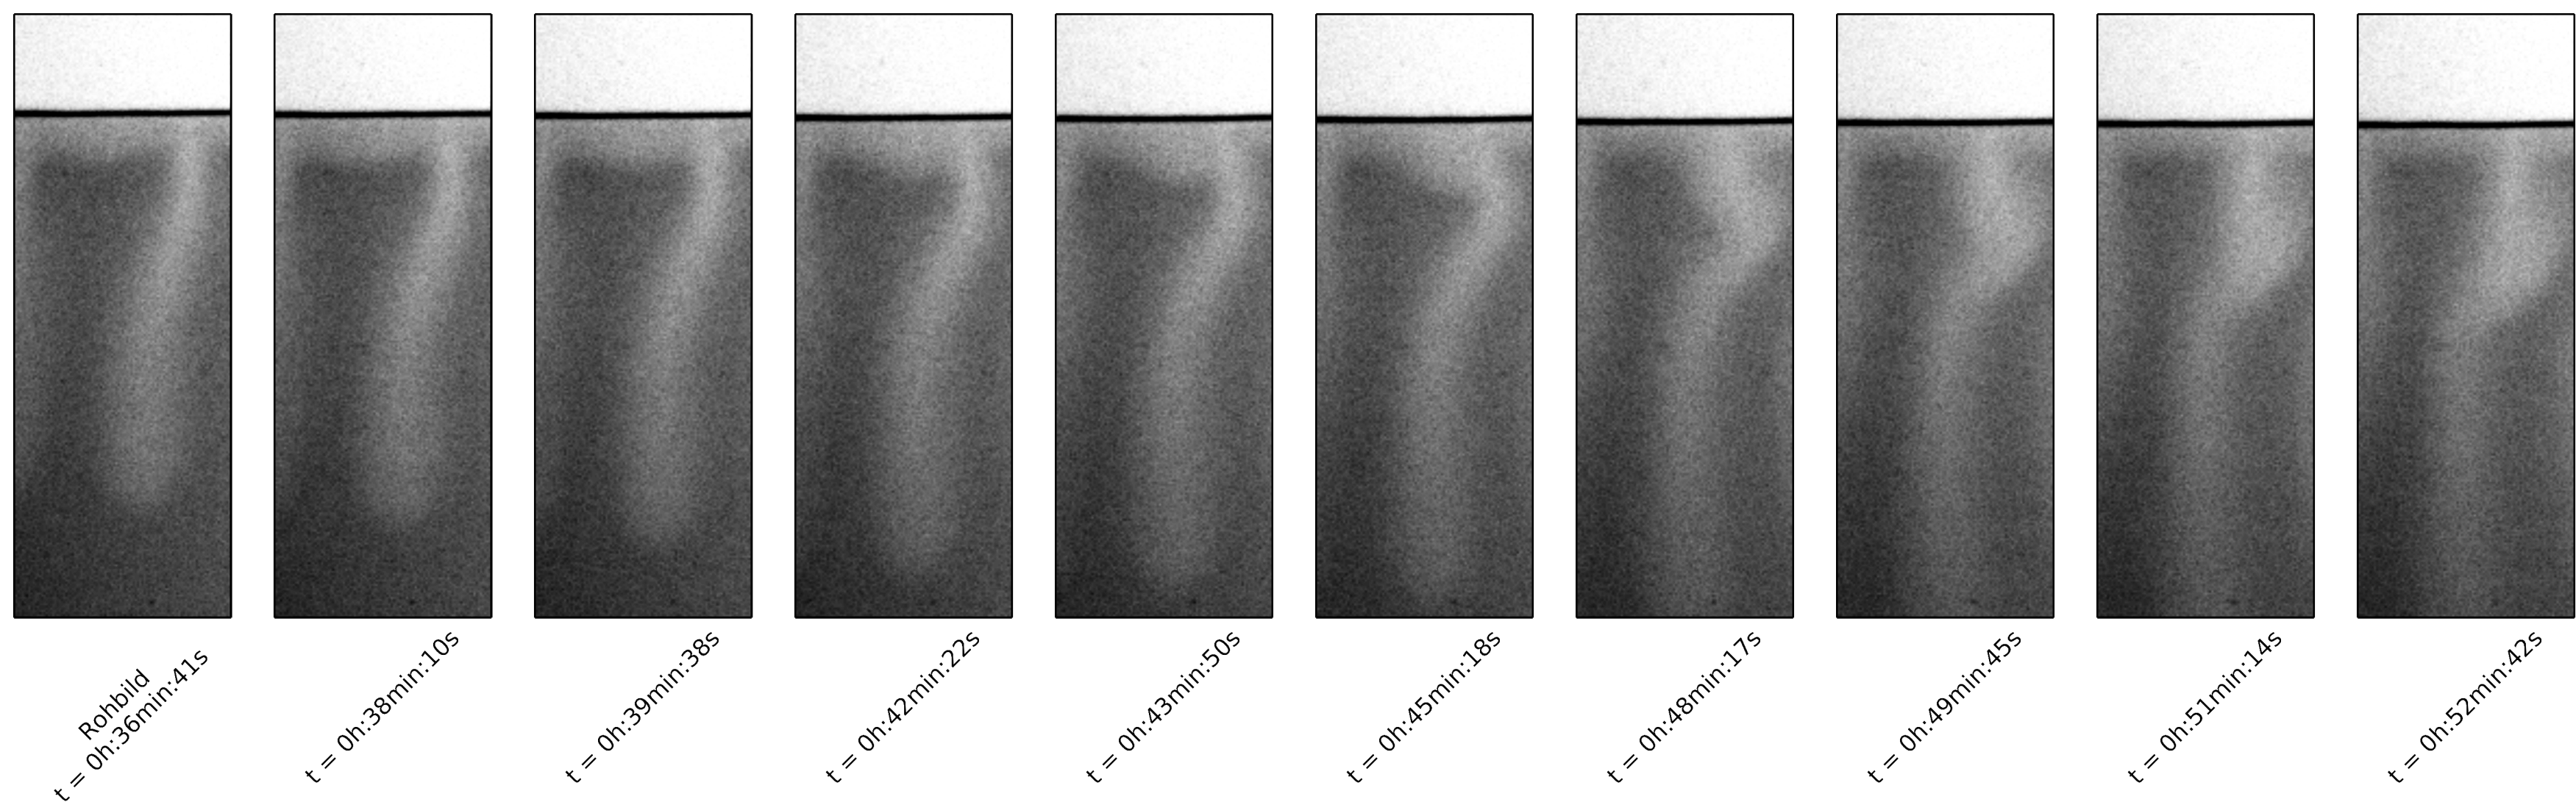 Rohbild
t = 0h:36min:41s
t = 0h:38min:10s
t = 0h:39min:38s
t = 0h:42min:22s
t = 0h:43min:50s
t = 0h:45min:18s
t = 0h:48min:17s
t = 0h:49min:45s
t = 0h:51min:14s
t = 0h:52min:42s